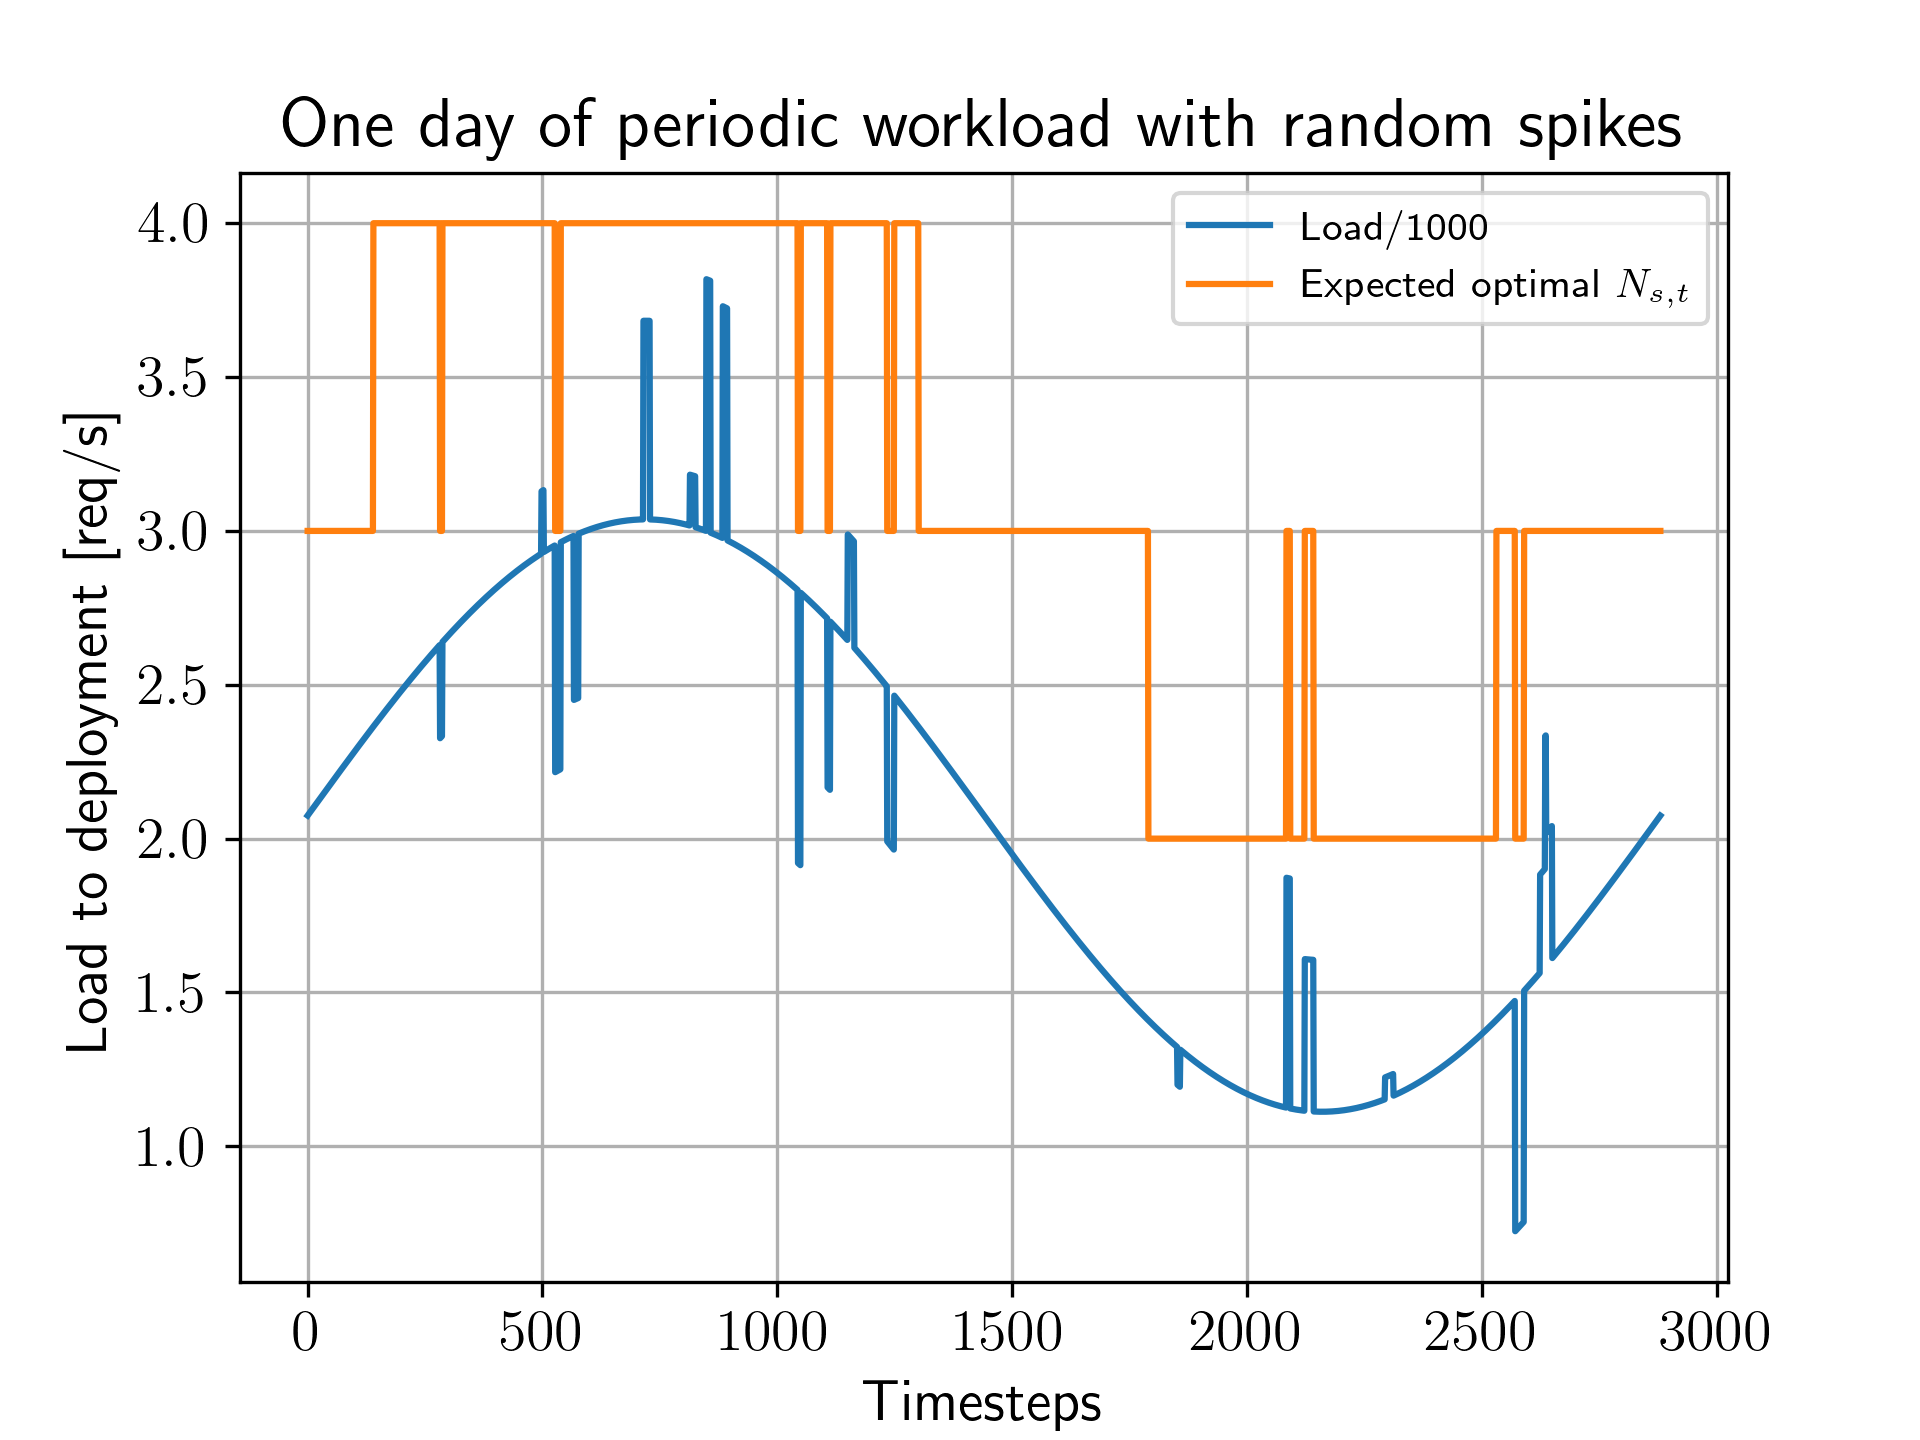 One day of periodic workload with random spikes
Load/1000
Expected optimal $N_{s,t}$
Load to deployment [req/s]
4.0
3.5
3.0
2.5
2.0
1.5
1.0
0 500 1000 1500 2000 2500 3000
Timesteps